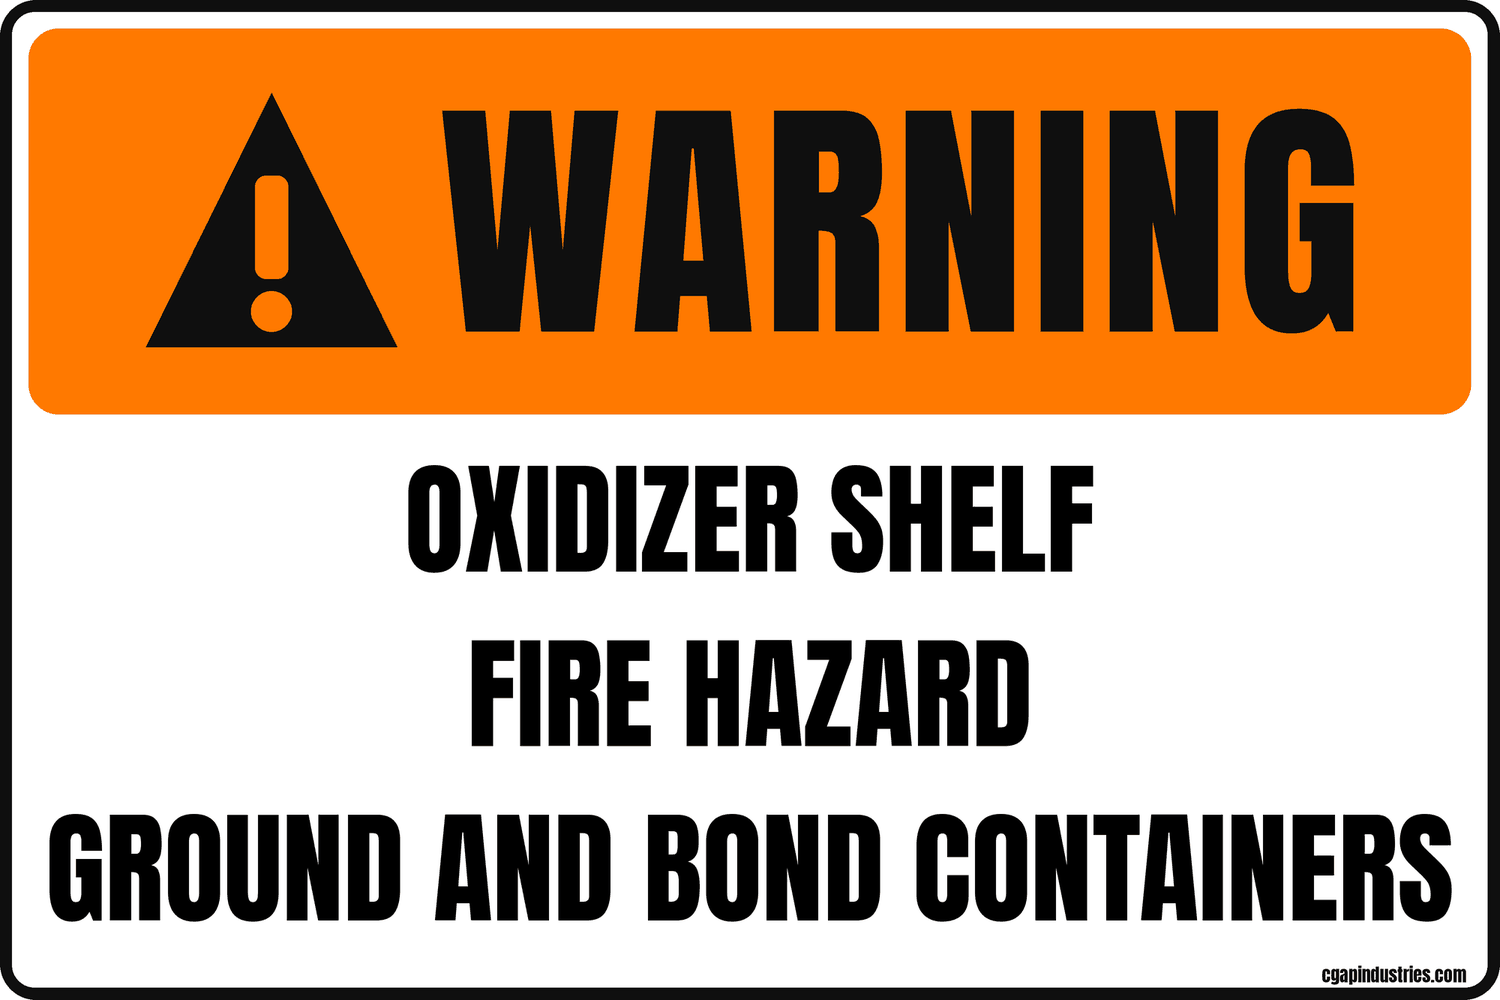 WARNING
OXIDIZER SHELF
FIRE HAZARD
GROUND AND BOND CONTAINERS
cgapindustries.com